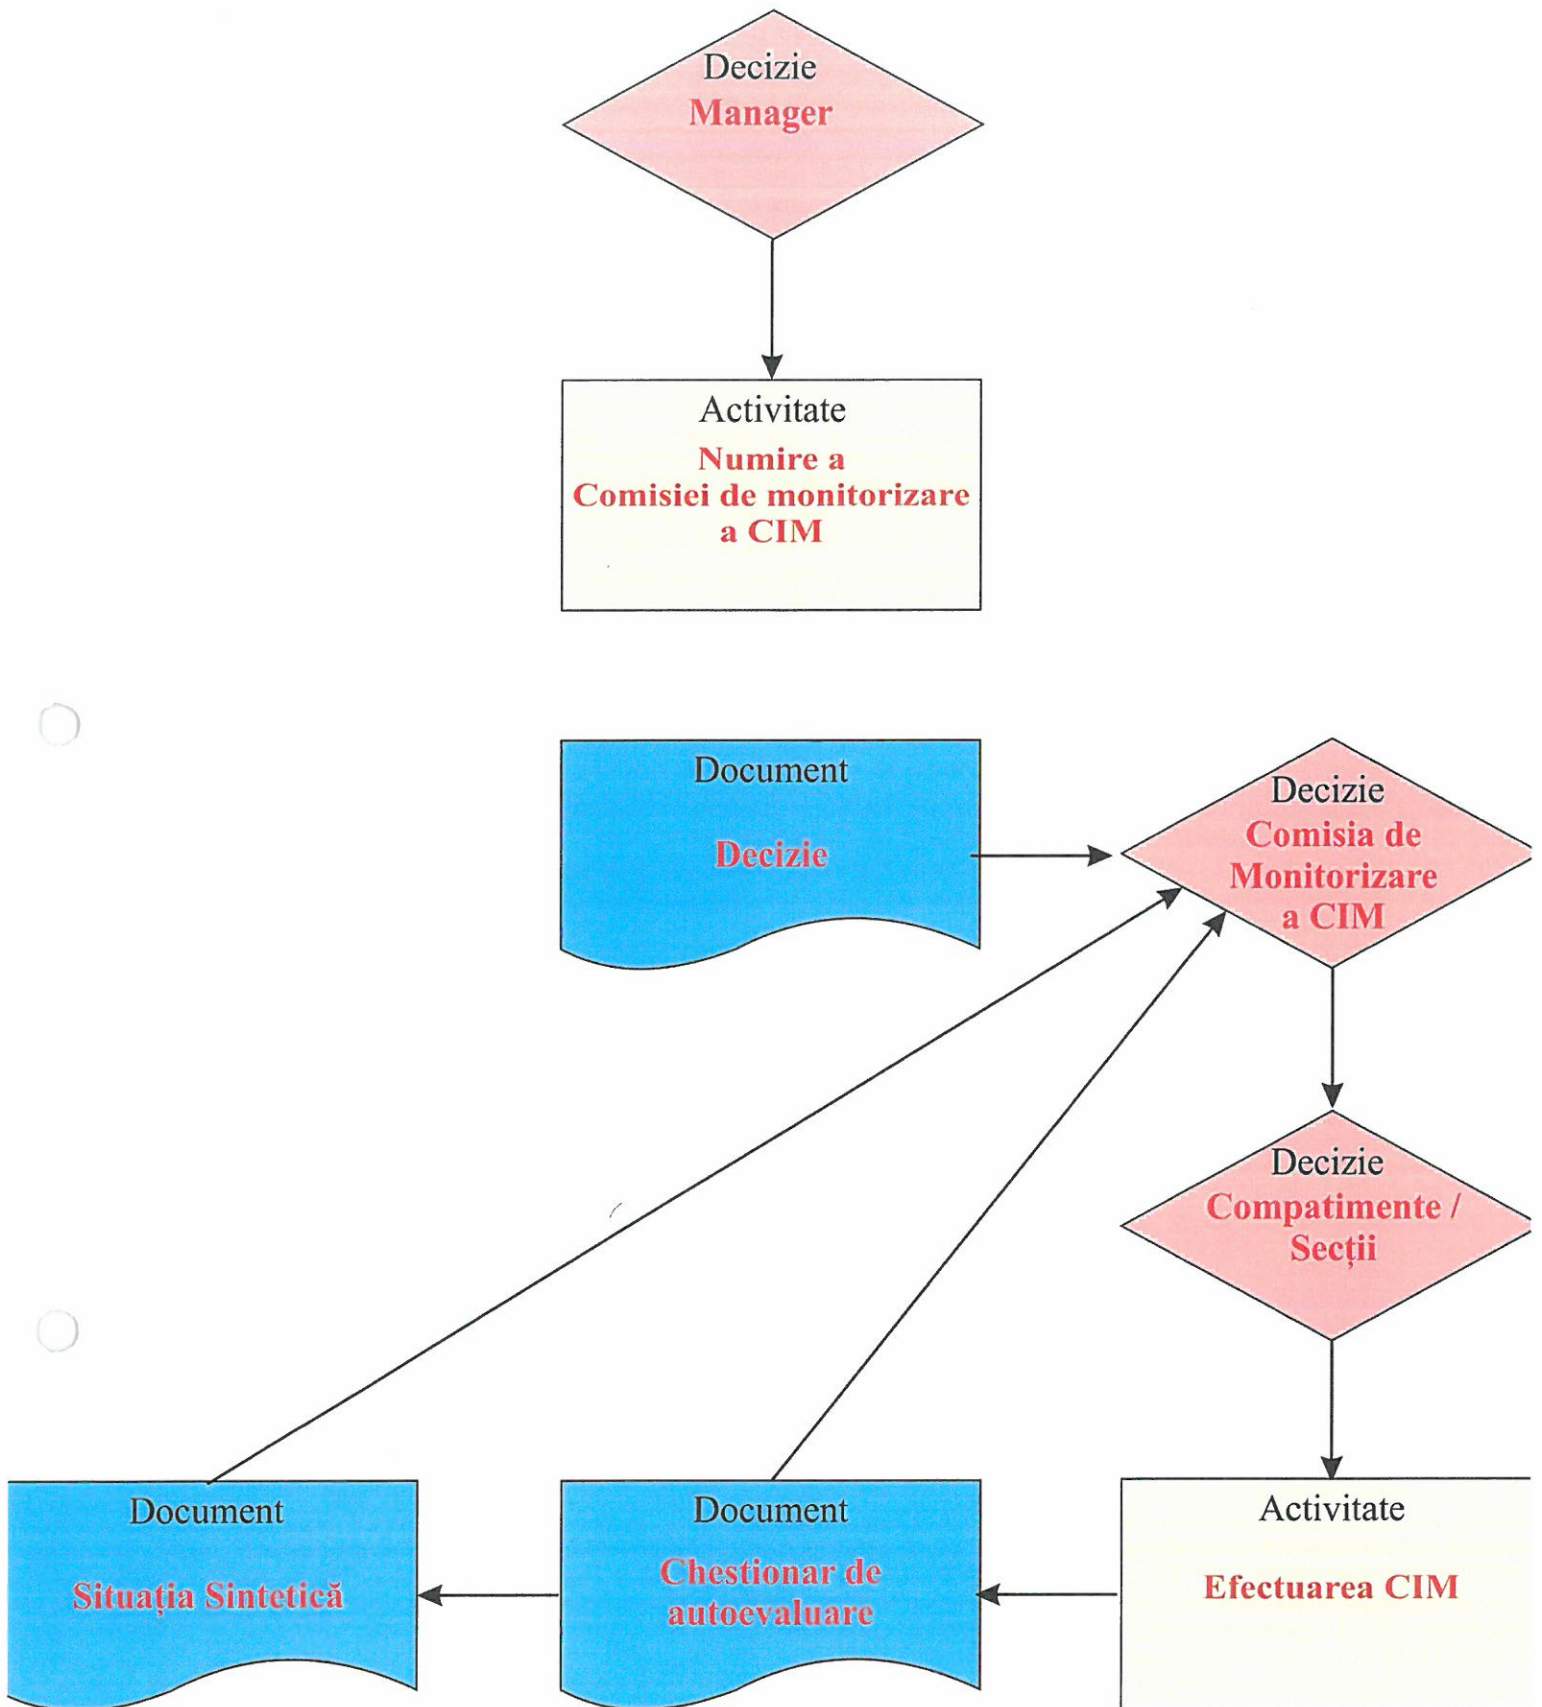 Decizie
Manager
Activitate
Numire a
Comisiei de monitorizare
a CIM
Document
Decizie
Decizie
Comisia de
Monitorizare
a CIM
Decizie
Compatimente /
Secții
Document
Situația Sintetică
Document
Chestionar de
autoevaluare
Activitate
Efectuarea CIM